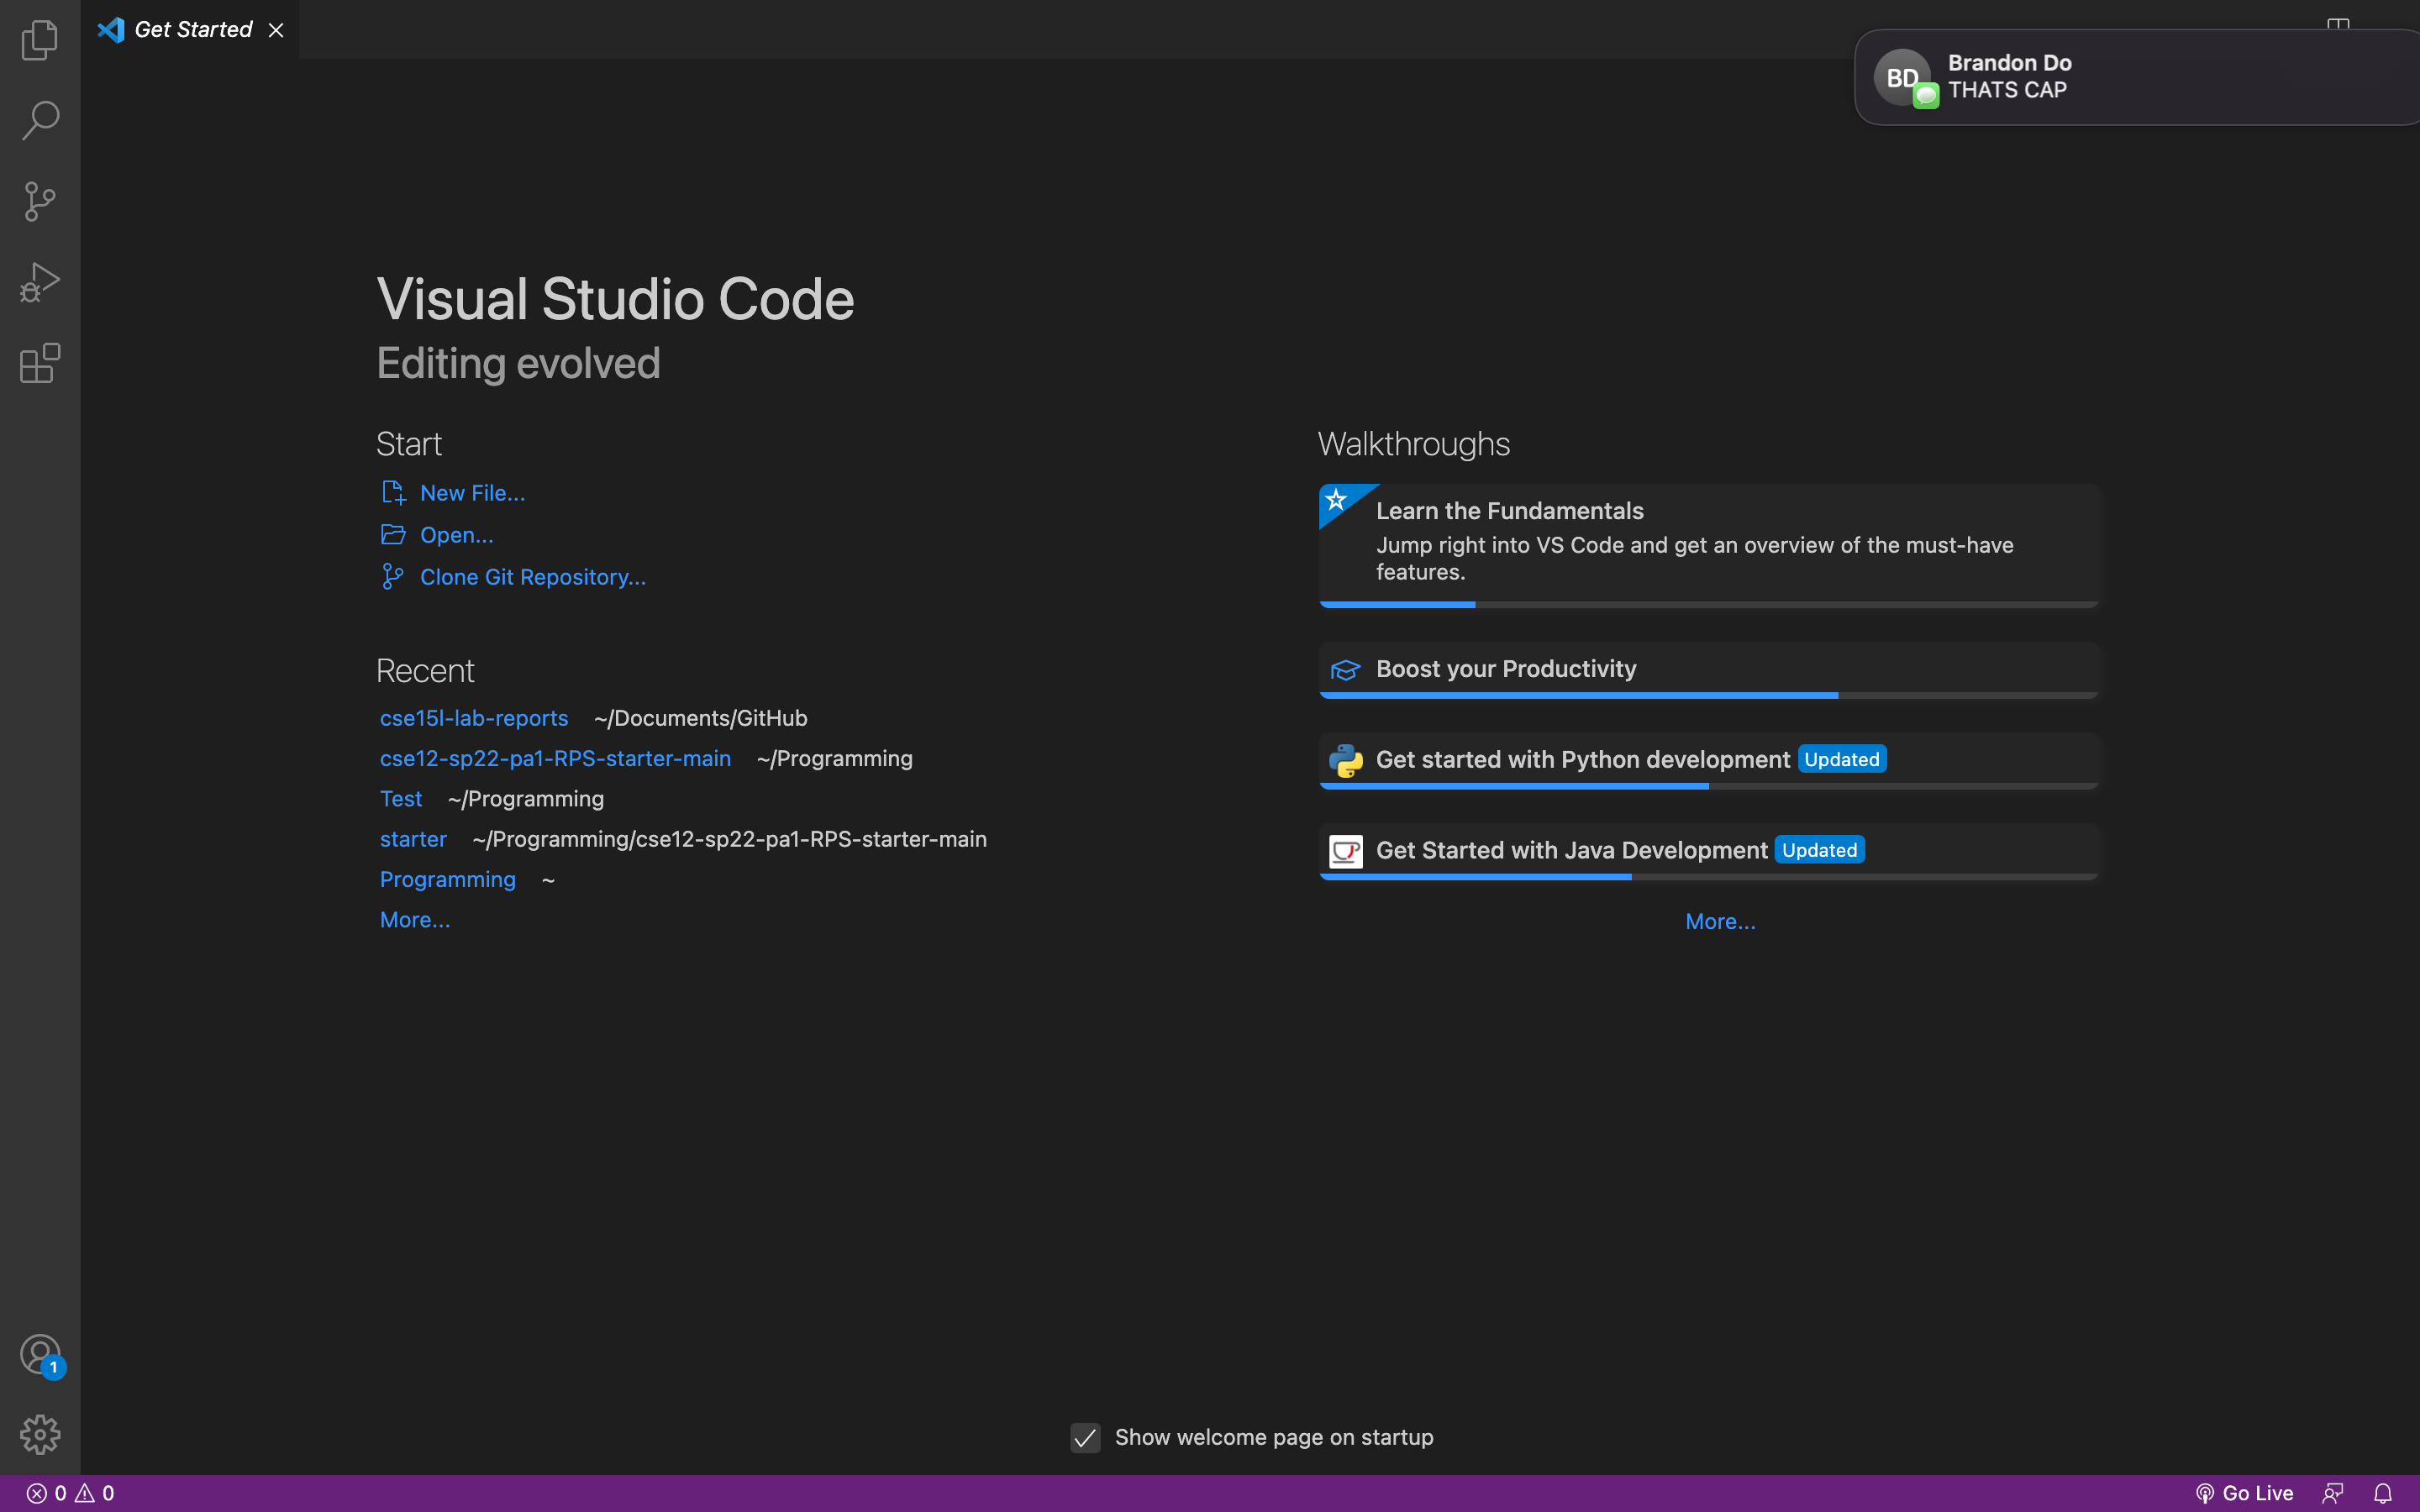 Get Started
BD
Brandon Do
THATS CAP
Visual Studio Code
Editing evolved
Start
New File...
Open...
Clone Git Repository...
Recent
cse15l-lab-reports ~/Documents/GitHub
cse12-sp22-pa1-RPS-starter-main ~/Programming
Test ~/Programming
starter ~/Programming/cse12-sp22-pa1-RPS-starter-main
Programming ~
More...
Walkthroughs
Learn the Fundamentals
Jump right into VS Code and get an overview of the must-have
features.
Boost your Productivity
Get started with Python development Updated
Get Started with Java Development Updated
More...
1
Show welcome page on startup
0 0
Go Live